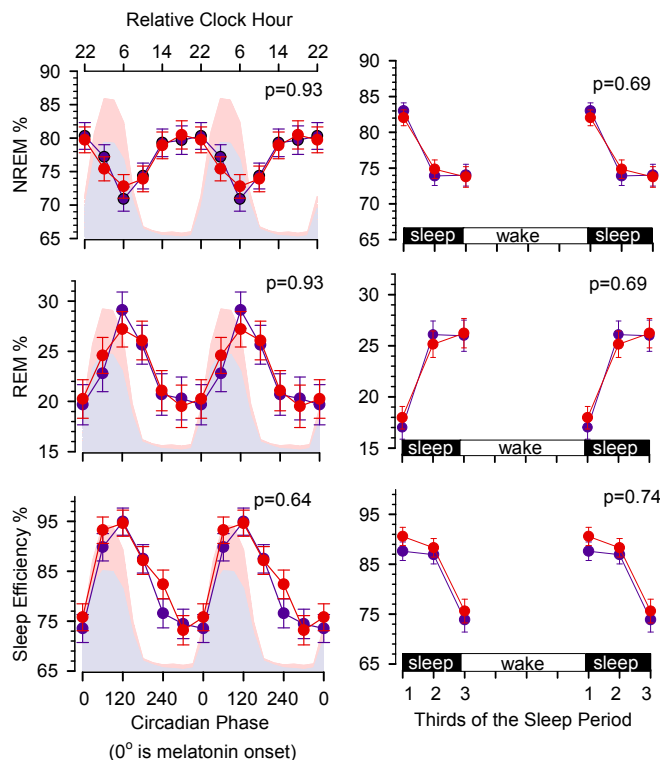 Relative Clock Hour
22 6 14 22 6 14 22
NREM %
90
85
80
75
70
65
p=0.93
90
85
80
75
70
65
p=0.69
sleep wake sleep
REM %
30
25
20
15
p=0.93
30
25
20
15
p=0.69
sleep wake sleep
Sleep Efficiency %
95
85
75
65
p=0.64
95
85
75
65
p=0.74
sleep wake sleep
0 120 240 0 120 240 0
Circadian Phase
(0° is melatonin onset)
1 2 3 1 2 3
Thirds of the Sleep Period